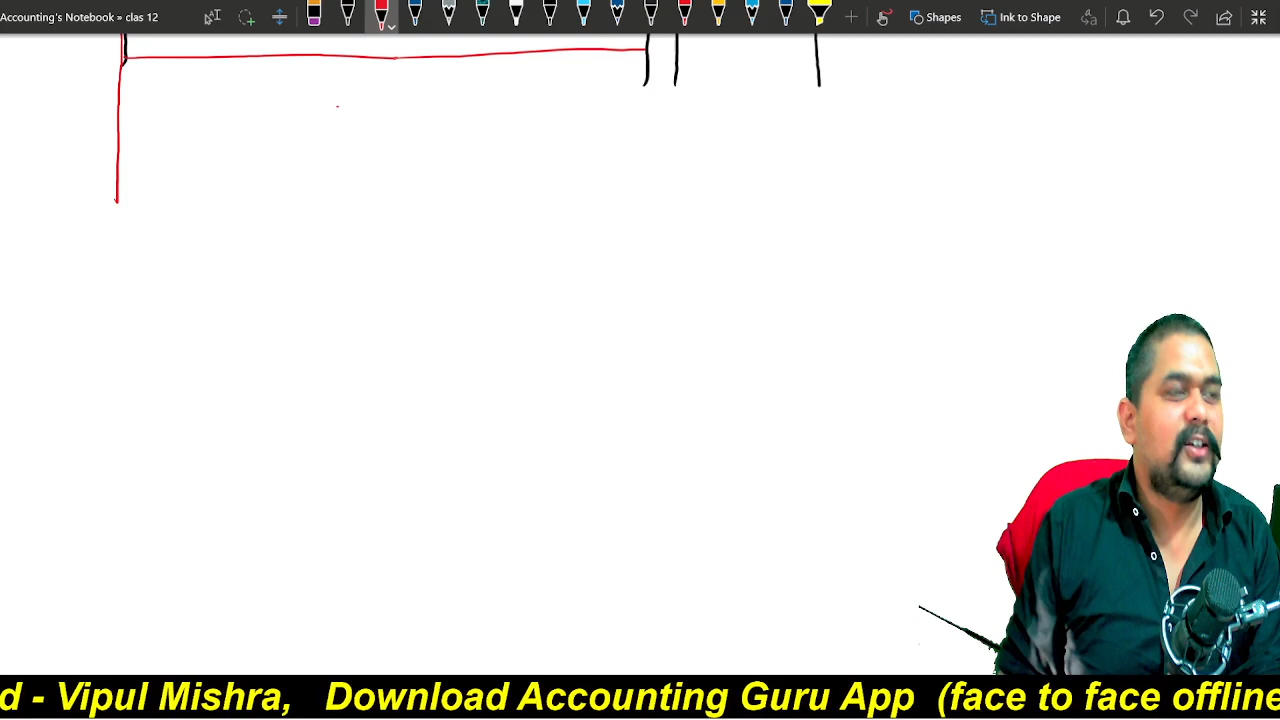 Accounting's Notebook » clas 12
Shapes
Ink to Shape
d - Vipul Mishra, Download Accounting Guru App (face to face offline